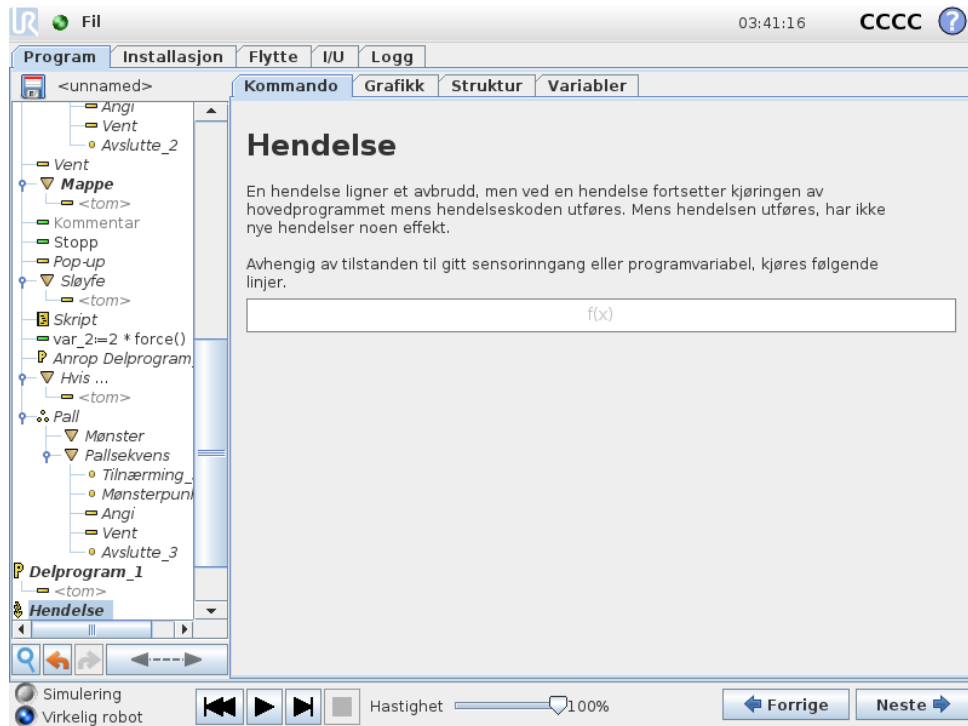 Fil
03:41:16
CCCC
?
Program
Installasjon
Flytte
I/U
Logg
<unnamed>
Kommando
Grafikk
Struktur
Variabler
Angi
Vent
Avslutte_2
Vent
Mappe
<tom>
Kommentar
Stopp
Pop-up
Sløyfe
<tom>
Skript
var_2:=2 * force()
Anrop Delprogram_
Hvis ...
<tom>
Pall
Mønster
Pallsekvens
Tilnærming_
Mønsterpun
Angi
Vent
Avslutte_3
Delprogram_1
<tom>
Hendelse
Hendelse
En hendelse ligner et avbrudd, men ved en hendelse fortsetter kjøringen av
hovedprogrammet mens hendelseskoden utføres. Mens hendelsen utføres, har ikke
nye hendelser noen effekt.
Avhengig av tilstanden til gitt sensorinngang eller programvariabel, kjøres følgende
linjer.
f(x)
Simulering
Virkelig robot
Hastighet
100%
Forrige
Neste